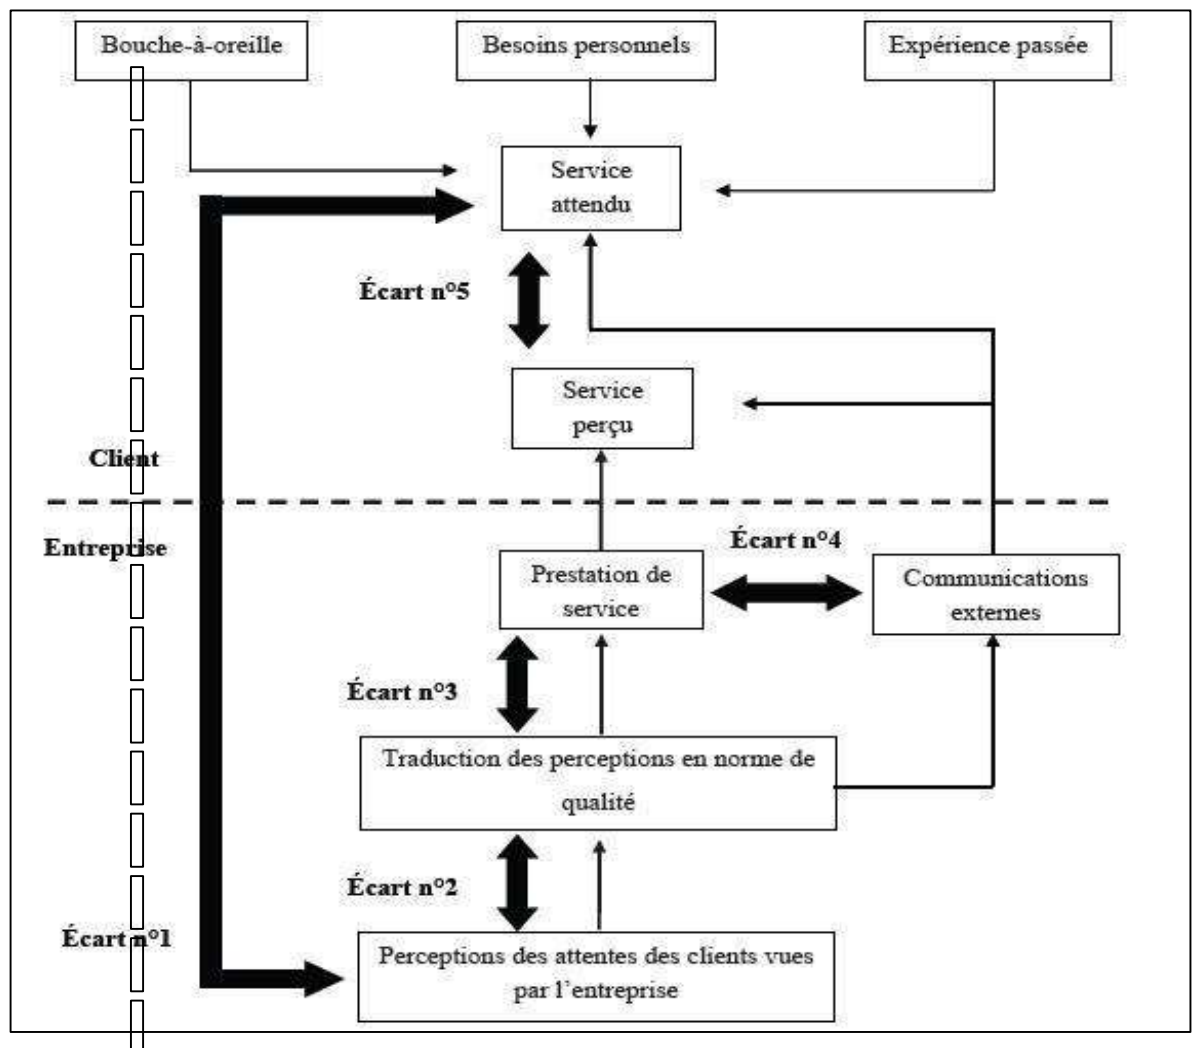 Bouche-à-oreille
Besoins personnels
Expérience passée
Service
attendu
Écart n°5
Service
perçu
Client
Entreprise
Écart n°4
Prestation de
service
Communications
externes
Écart n°3
Traduction des perceptions en norme de
qualité
Écart n°2
Écart n°1
Perceptions des attentes des clients vues
par l'entreprise